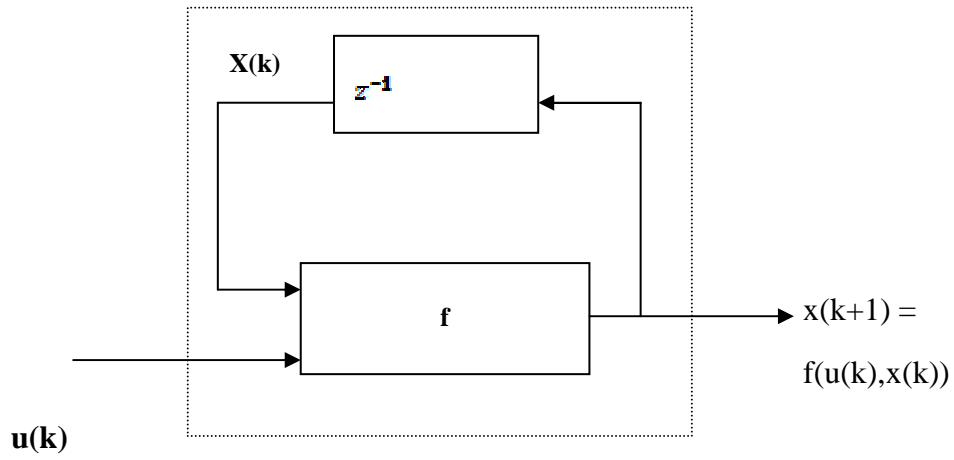 X(k)
z⁻¹
f
x(k+1) =
f(u(k),x(k))
u(k)